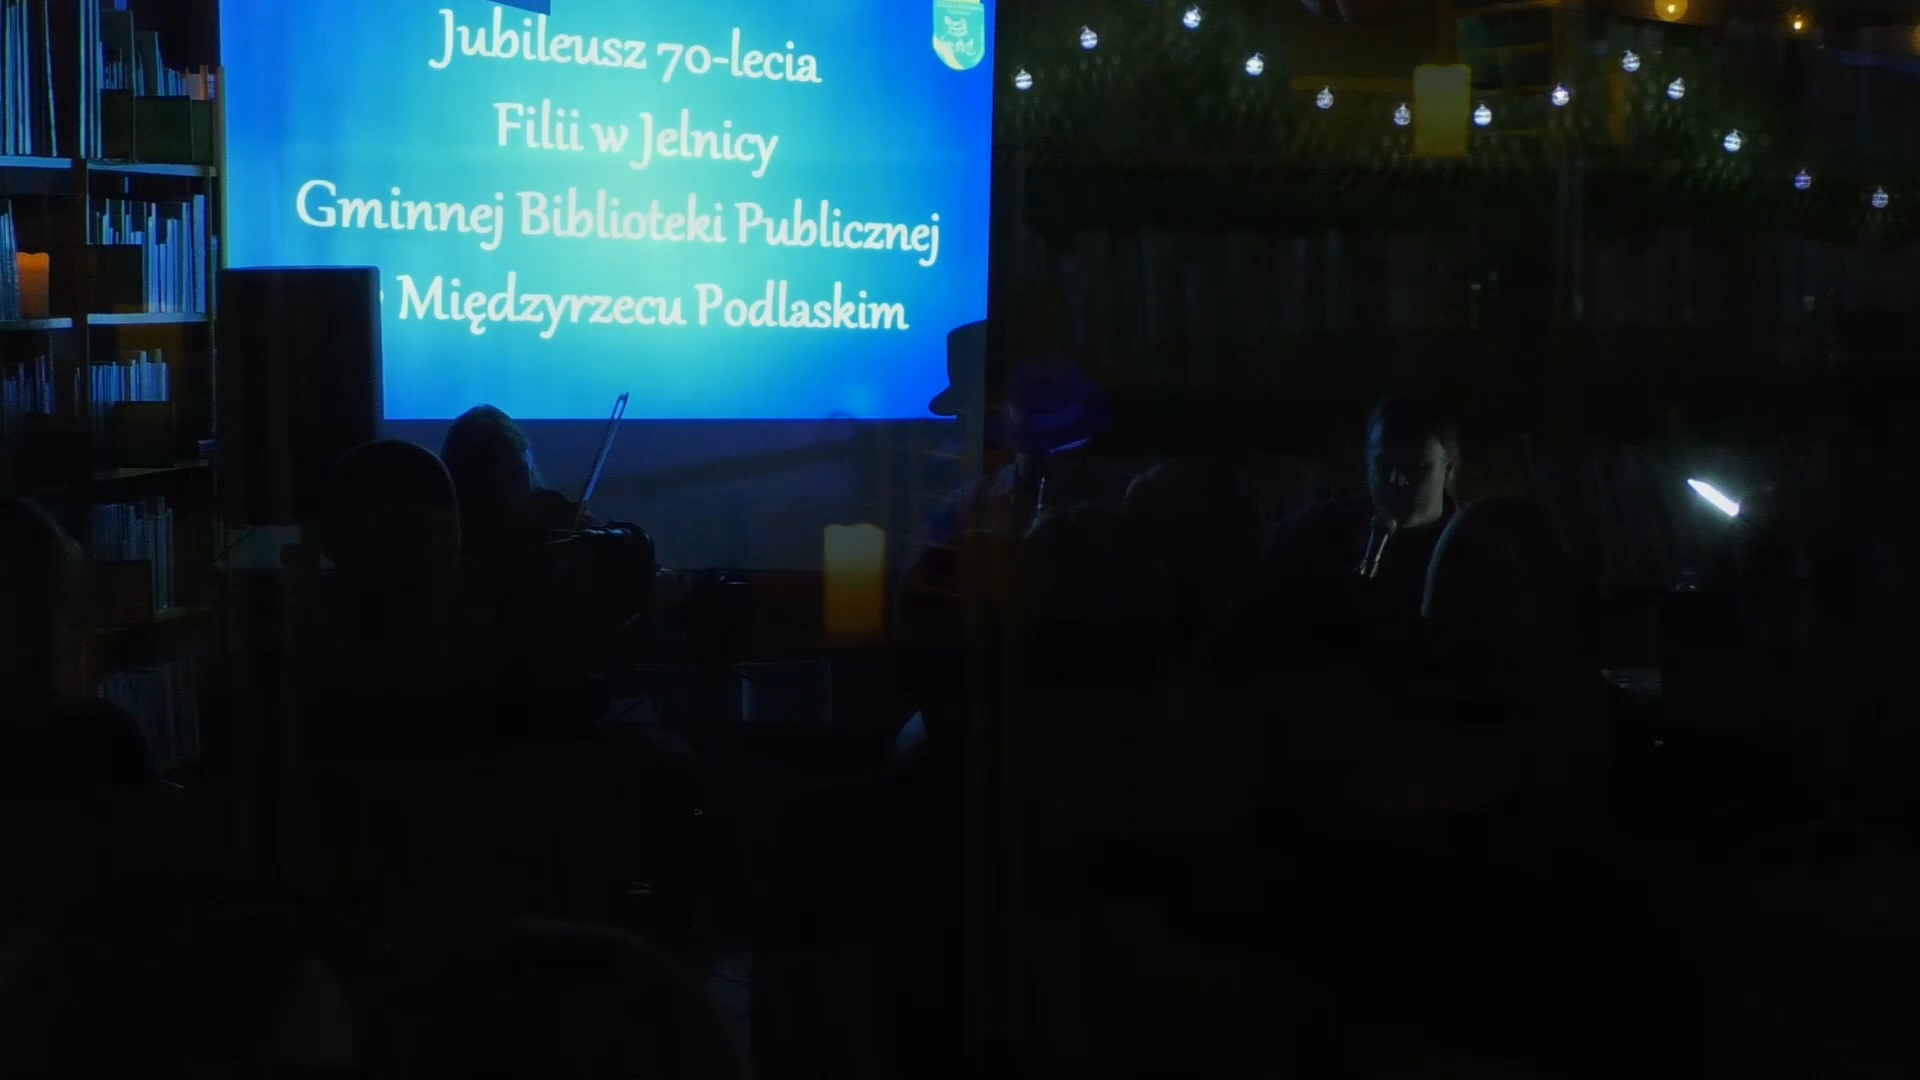 Jubileusz 70-lecia
Filii w Jelnicy
Gminnej Biblioteki Publicznej
Międzyrzecu Podlaskim